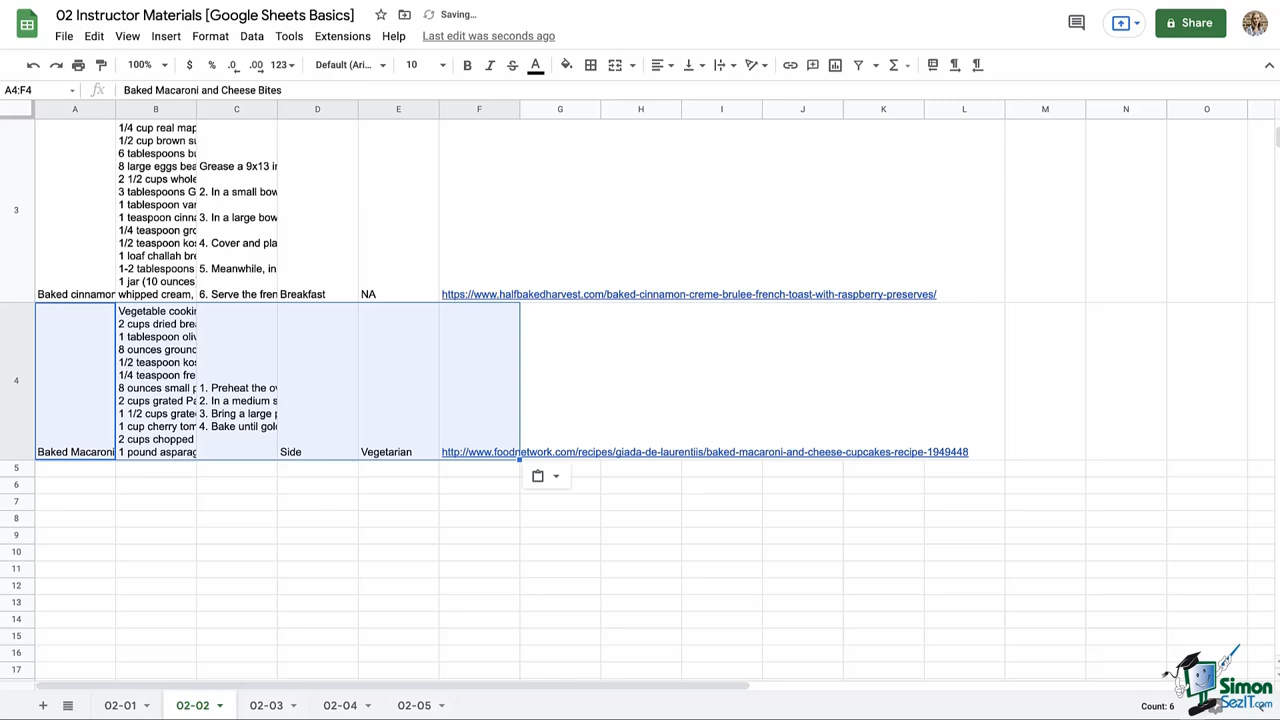 02 Instructor Materials [Google Sheets Basics]
Saving…
File Edit View Insert Format Data Tools Extensions Help Last edit was seconds ago
Share
100% $ % .0 .00 123 Default (Ari... 10 B I S A
A4:F4 fx Baked Macaroni and Cheese Bites
A B C D E F G H I J K L M N O
1/4 cup real map
1/2 cup brown su
6 tablespoons bu
8 large eggs bea Grease a 9x13 in
2 1/2 cups whole
3 tablespoons G 2. In a small bow
1 tablespoon var
3 1 teaspoon cinna 3. In a large bow
1/4 teaspoon gro
1/2 teaspoon kos 4. Cover and pla
1 loaf challah bre
1-2 tablespoons 5. Meanwhile, in
1 jar (10 ounces
Baked cinnamon whipped cream, 6. Serve the fren Breakfast NA https://www.halfbakedharvest.com/baked-cinnamon-creme-brulee-french-toast-with-raspberry-preserves/
Vegetable cookin
2 cups dried brea
1 tablespoon oliv
8 ounces ground
1/2 teaspoon kos
4 1/4 teaspoon fre
8 ounces small p 1. Preheat the ov
2 cups grated Pa 2. In a medium s
1 1/2 cups grate 3. Bring a large p
1 cup cherry tom 4. Bake until gold
2 cups chopped
Baked Macaroni 1 pound asparag Side Vegetarian http://www.foodnetwork.com/recipes/giada-de-laurentiis/baked-macaroni-and-cheese-cupcakes-recipe-1949448
5
6
7
8
9
10
11
12
13
14
15
16
17
02-01 02-02 02-03 02-04 02-05 Count: 6
Simon
SezIT.com